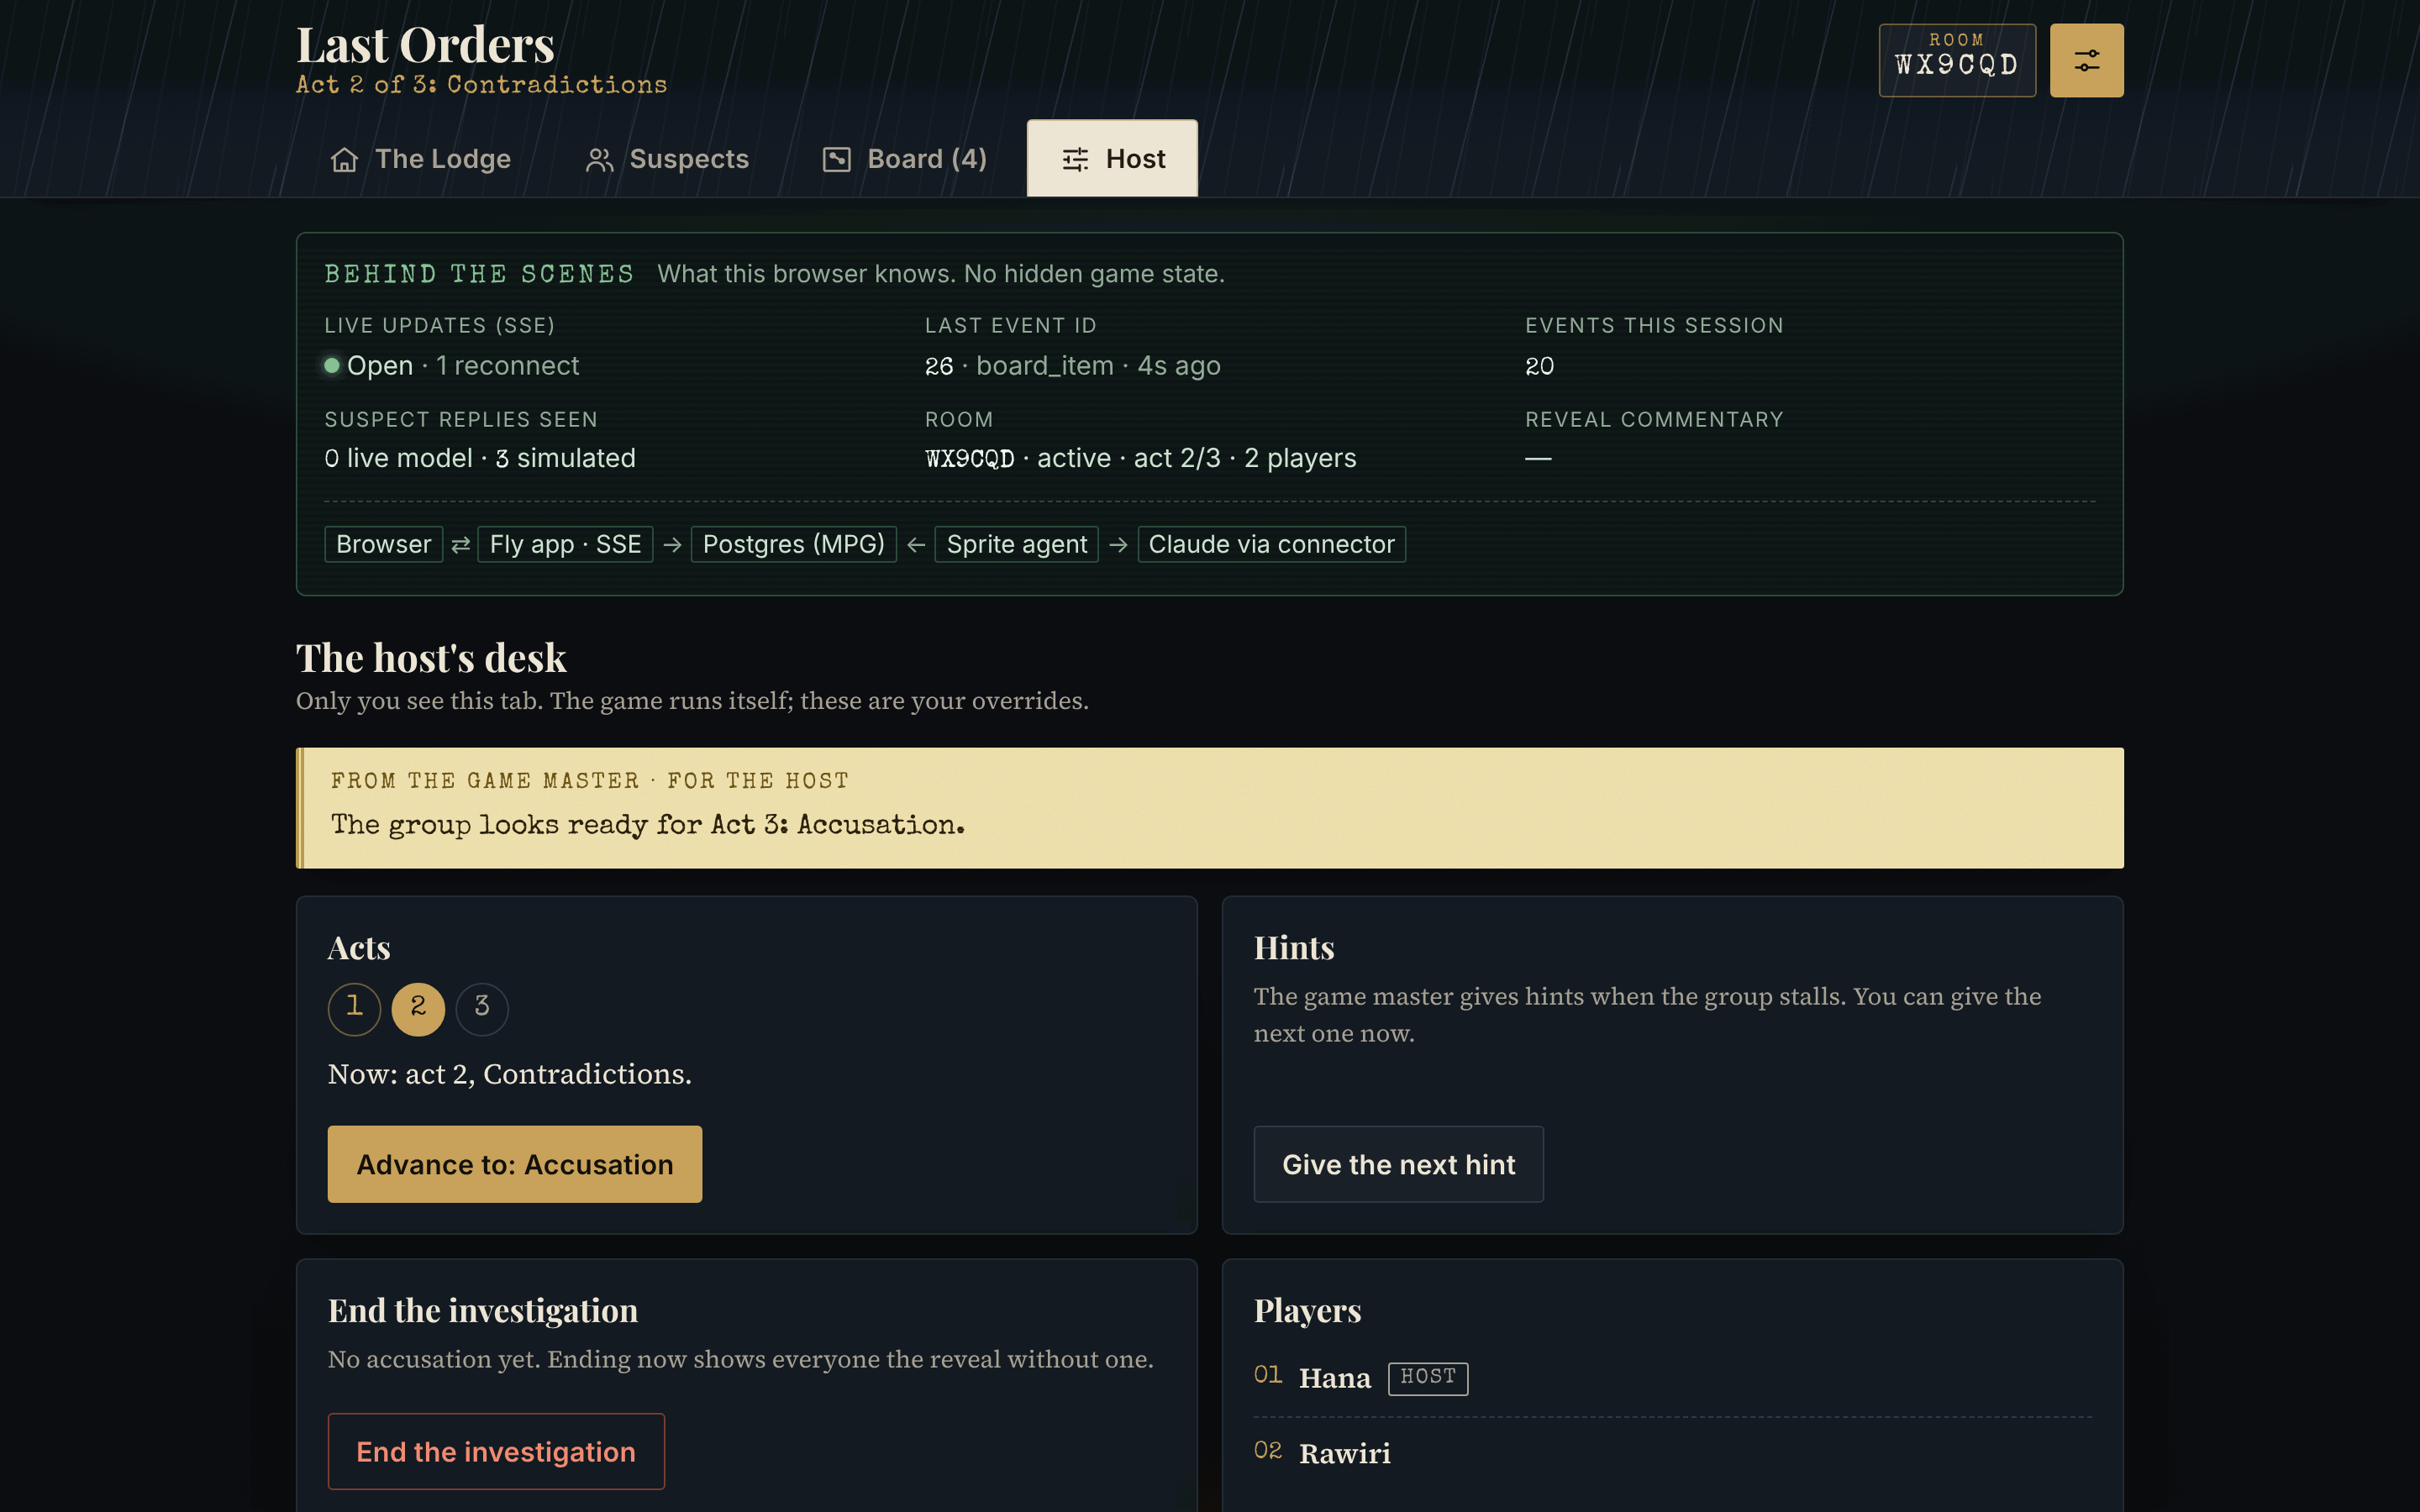 Last Orders
Act 2 of 3: Contradictions
ROOM
WX9CQD
The Lodge
Suspects
Board (4)
Host
BEHIND THE SCENES What this browser knows. No hidden game state.
LIVE UPDATES (SSE)
Open · 1 reconnect
LAST EVENT ID
26 · board_item · 4s ago
EVENTS THIS SESSION
20
SUSPECT REPLIES SEEN
0 live model · 3 simulated
ROOM
WX9CQD · active · act 2/3 · 2 players
REVEAL COMMENTARY
—
Browser ⇄ Fly app · SSE → Postgres (MPG) ← Sprite agent → Claude via connector
The host's desk
Only you see this tab. The game runs itself; these are your overrides.
FROM THE GAME MASTER · FOR THE HOST
The group looks ready for Act 3: Accusation.
Acts
1 2 3
Now: act 2, Contradictions.
Advance to: Accusation
Hints
The game master gives hints when the group stalls. You can give the
next one now.
Give the next hint
End the investigation
No accusation yet. Ending now shows everyone the reveal without one.
End the investigation
Players
01 Hana HOST
02 Rawiri